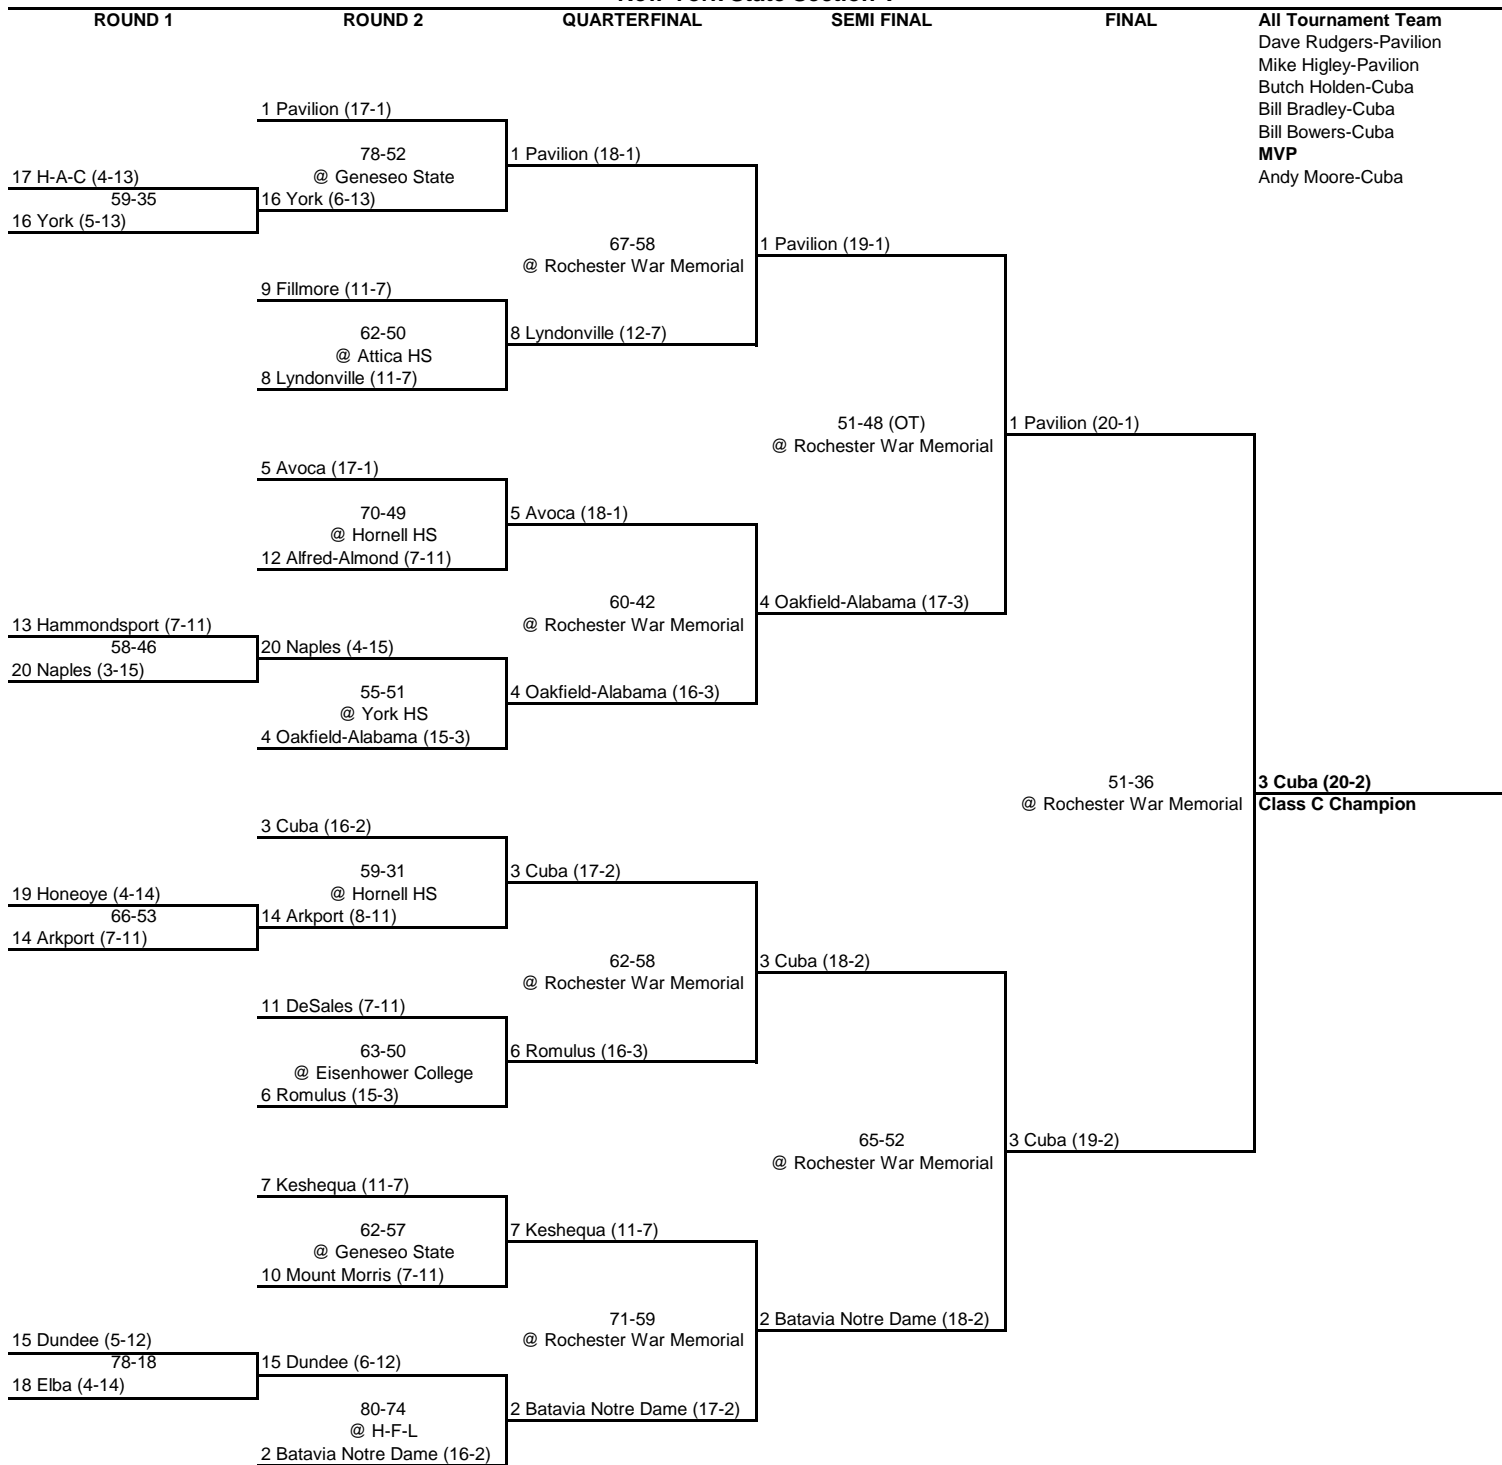 ROUND 1 ROUND 2 QUARTERFINAL SEMI FINAL FINAL All Tournament Team
Dave Rudgers-Pavilion
Mike Higley-Pavilion
Butch Holden-Cuba
Bill Bradley-Cuba
Bill Bowers-Cuba
MVP
Andy Moore-Cuba
1 Pavilion (17-1)
78-52
@ Geneseo State
1 Pavilion (18-1)
17 H-A-C (4-13)
59-35
16 York (6-13)
16 York (5-13)
67-58
@ Rochester War Memorial
1 Pavilion (19-1)
9 Fillmore (11-7)
62-50
@ Attica HS
8 Lyndonville (12-7)
8 Lyndonville (11-7)
51-48 (OT)
@ Rochester War Memorial
1 Pavilion (20-1)
5 Avoca (17-1)
70-49
@ Hornell HS
5 Avoca (18-1)
12 Alfred-Almond (7-11)
60-42
@ Rochester War Memorial
4 Oakfield-Alabama (17-3)
13 Hammondsport (7-11)
58-46
20 Naples (4-15)
20 Naples (3-15)
55-51
@ York HS
4 Oakfield-Alabama (16-3)
4 Oakfield-Alabama (15-3)
51-36
@ Rochester War Memorial
3 Cuba (20-2)
Class C Champion
3 Cuba (16-2)
59-31
@ Hornell HS
3 Cuba (17-2)
19 Honeoye (4-14)
66-53
14 Arkport (8-11)
14 Arkport (7-11)
62-58
@ Rochester War Memorial
3 Cuba (18-2)
11 DeSales (7-11)
63-50
@ Eisenhower College
6 Romulus (16-3)
6 Romulus (15-3)
65-52
@ Rochester War Memorial
3 Cuba (19-2)
7 Keshequa (11-7)
62-57
@ Geneseo State
7 Keshequa (11-7)
10 Mount Morris (7-11)
71-59
@ Rochester War Memorial
2 Batavia Notre Dame (18-2)
15 Dundee (5-12)
78-18
15 Dundee (6-12)
18 Elba (4-14)
80-74
@ H-F-L
2 Batavia Notre Dame (17-2)
2 Batavia Notre Dame (16-2)